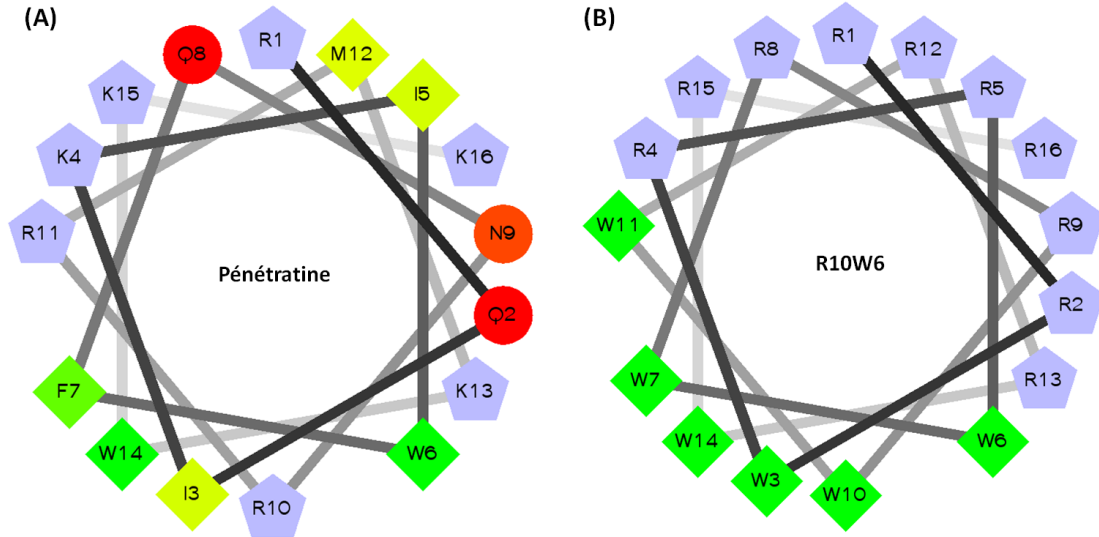 (A)
Q8
R1
M12
K15
I5
K4
K16
R11
N9
Pénétratine
Q2
F7
K13
W14
W6
I3
R10
(B)
R8
R1
R12
R15
R5
R4
R16
W11
R9
R10W6
R2
W7
R13
W14
W6
W3
W10